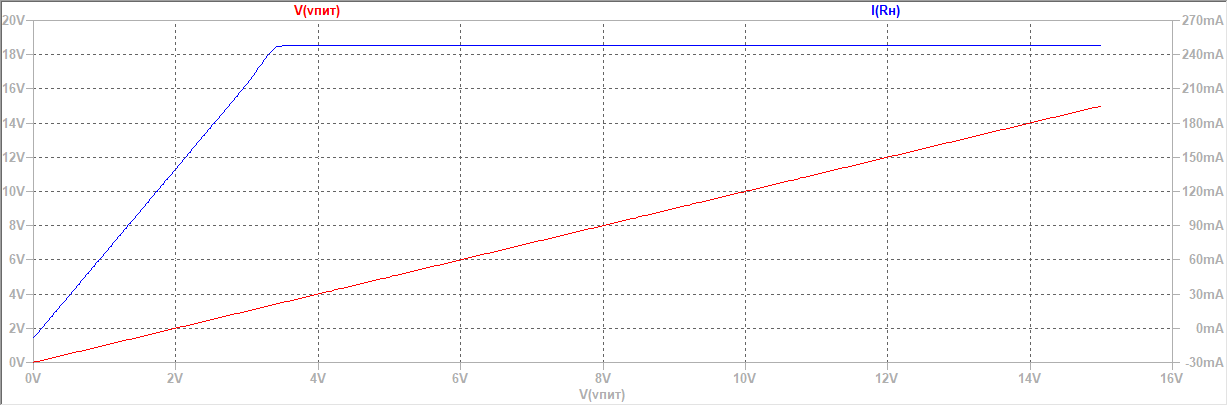 V(vпит) I(Rн)
20V 270mA
18V 240mA
16V 210mA
14V 180mA
12V 150mA
10V 120mA
8V 90mA
6V 60mA
4V 30mA
2V 0mA
0V -30mA
0V 2V 4V 6V 8V 10V 12V 14V 16V
V(vпит)